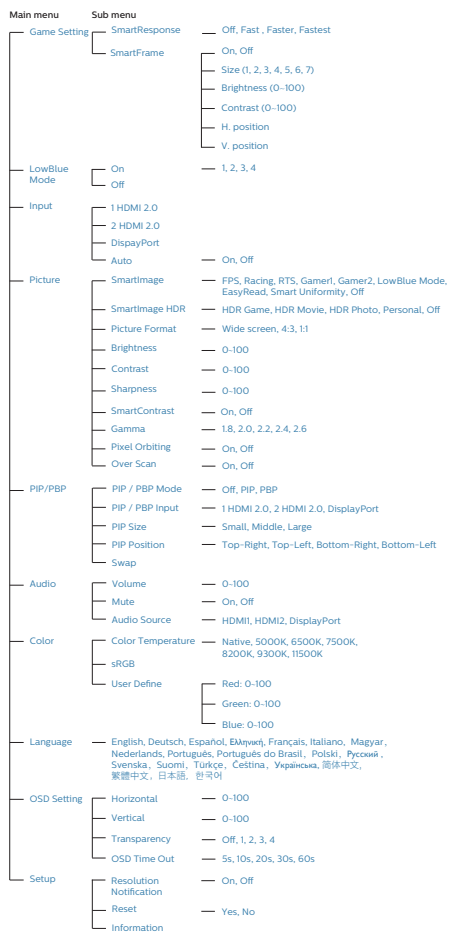 Main menu Sub menu
Game Setting SmartResponse Off, Fast , Faster, Fastest
SmartFrame On, Off
Size (1, 2, 3, 4, 5, 6, 7)
Brightness (0-100)
Contrast (0-100)
H. position
V. position
LowBlue Mode On 1, 2, 3, 4
Off
Input 1 HDMI 2.0
2 HDMI 2.0
DispayPort
Auto On, Off
Picture SmartImage FPS, Racing, RTS, Gamer1, Gamer2, LowBlue Mode,
EasyRead, Smart Uniformity, Off
SmartImage HDR HDR Game, HDR Movie, HDR Photo, Personal, Off
Picture Format Wide screen, 4:3, 1:1
Brightness 0-100
Contrast 0-100
Sharpness 0-100
SmartContrast On, Off
Gamma 1.8, 2.0, 2.2, 2.4, 2.6
Pixel Orbiting On, Off
Over Scan On, Off
PIP/PBP PIP / PBP Mode Off, PIP, PBP
PIP / PBP Input 1 HDMI 2.0, 2 HDMI 2.0, DisplayPort
PIP Size Small, Middle, Large
PIP Position Top-Right, Top-Left, Bottom-Right, Bottom-Left
Swap
Audio Volume 0-100
Mute On, Off
Audio Source HDMI1, HDMI2, DisplayPort
Color Color Temperature Native, 5000K, 6500K, 7500K,
8200K, 9300K, 11500K
sRGB
User Define Red: 0-100
Green: 0-100
Blue: 0-100
Language English, Deutsch, Español, Ελληνική, Français, Italiano, Magyar,
Nederlands, Português, Português do Brasil, Polski, Русский,
Svenska, Suomi, Türkçe, Čeština, Українська, 简体中文,
繁體中文, 日本語, 한국어
OSD Setting Horizontal 0-100
Vertical 0-100
Transparency Off, 1, 2, 3, 4
OSD Time Out 5s, 10s, 20s, 30s, 60s
Setup Resolution Notification On, Off
Reset Yes, No
Information